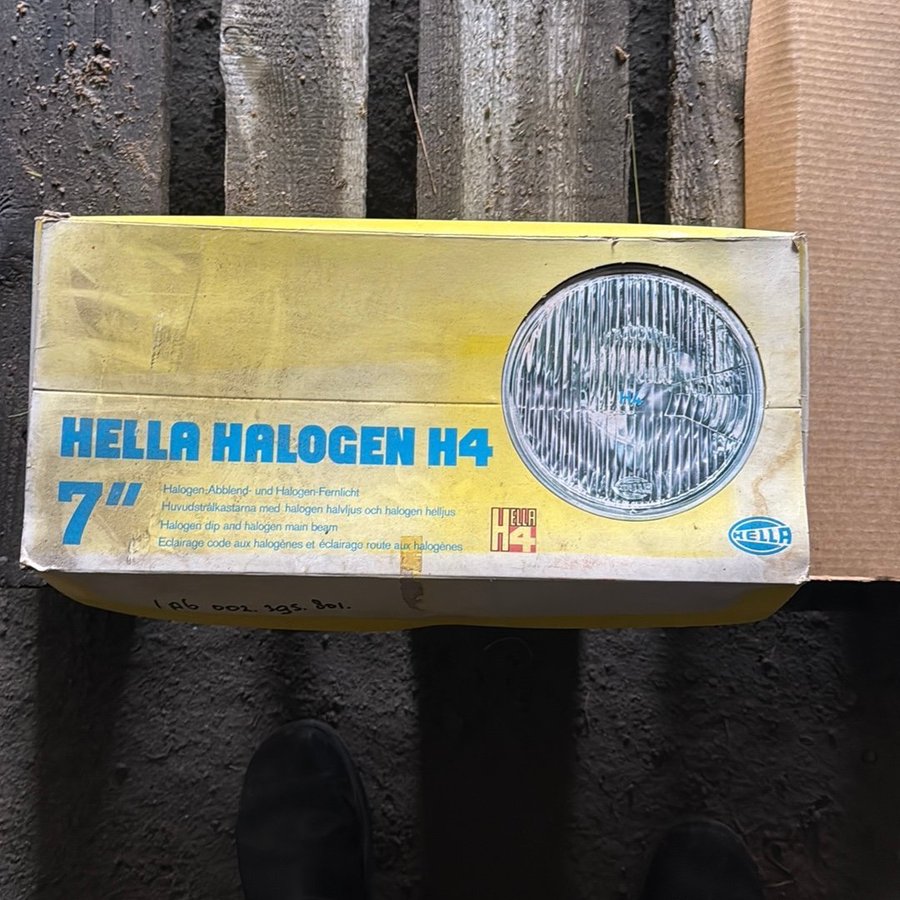 H4
HELLA HALOGEN H4
7"
Halogen-Abblend- und Halogen-Fernlicht
Huvudstrålkastarna med halogen halvljus och halogen helljus
Halogen dip and halogen main beam
Eclairage code aux halogènes et éclairage route aux halogènes
HELLA
H4
HELLA
1A6 002.395.801.